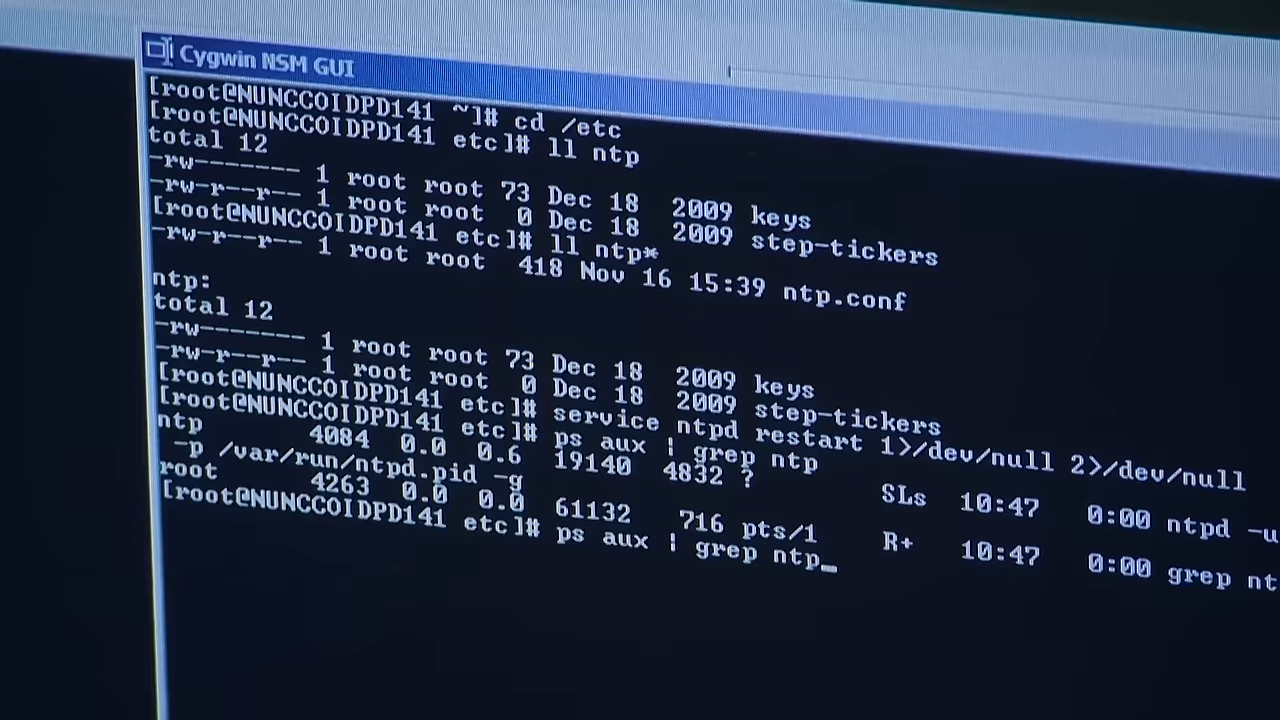 Cygwin NSM GUI
[root@NUNCCOIDPD141 ~]# cd /etc
[root@NUNCCOIDPD141 etc]# ll ntp
total 12
-rw------- 1 root root 73 Dec 18  2009 keys
-rw-r--r-- 1 root root  0 Dec 18  2009 step-tickers
[root@NUNCCOIDPD141 etc]# ll ntp*
-rw-r--r-- 1 root root  418 Nov 16 15:39 ntp.conf
ntp:
total 12
-rw------- 1 root root 73 Dec 18  2009 keys
-rw-r--r-- 1 root root  0 Dec 18  2009 step-tickers
[root@NUNCCOIDPD141 etc]# service ntpd restart 1>/dev/null 2>/dev/null
[root@NUNCCOIDPD141 etc]# ps aux | grep ntp
ntp       4084  0.0  0.6  19140  4832 ?        SLs  10:47   0:00 ntpd -u
-p /var/run/ntpd.pid -g
root      4263  0.0  0.0  61132   716 pts/1    R+   10:47   0:00 grep nt
[root@NUNCCOIDPD141 etc]# ps aux | grep ntp_